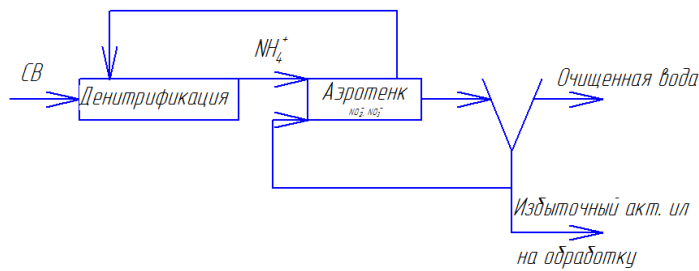 NH₄⁺
СВ
Очищенная вода
Денитрификация
Аэротенк
NO₂⁻, NO₃⁻
Избыточный акт. ил
на обработку